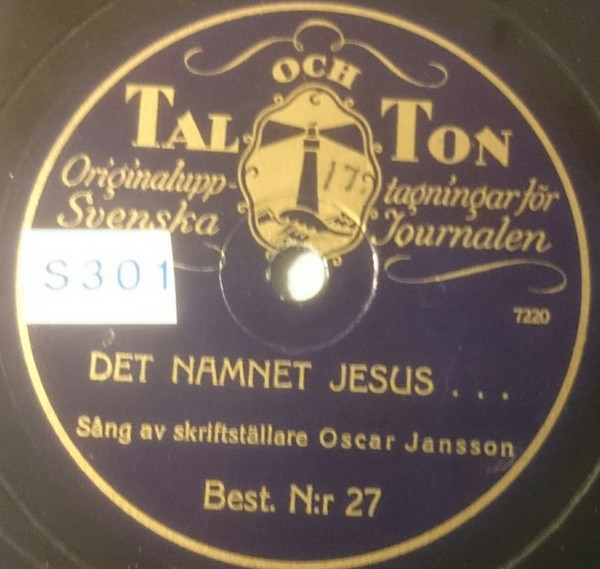 OCH
TAL TON
Originalupp- tagningar för
Svenska Journalen
S301
7220
DET NAMNET JESUS . . .
Sång av skriftställare Oscar Jansson
Best. N:r 27